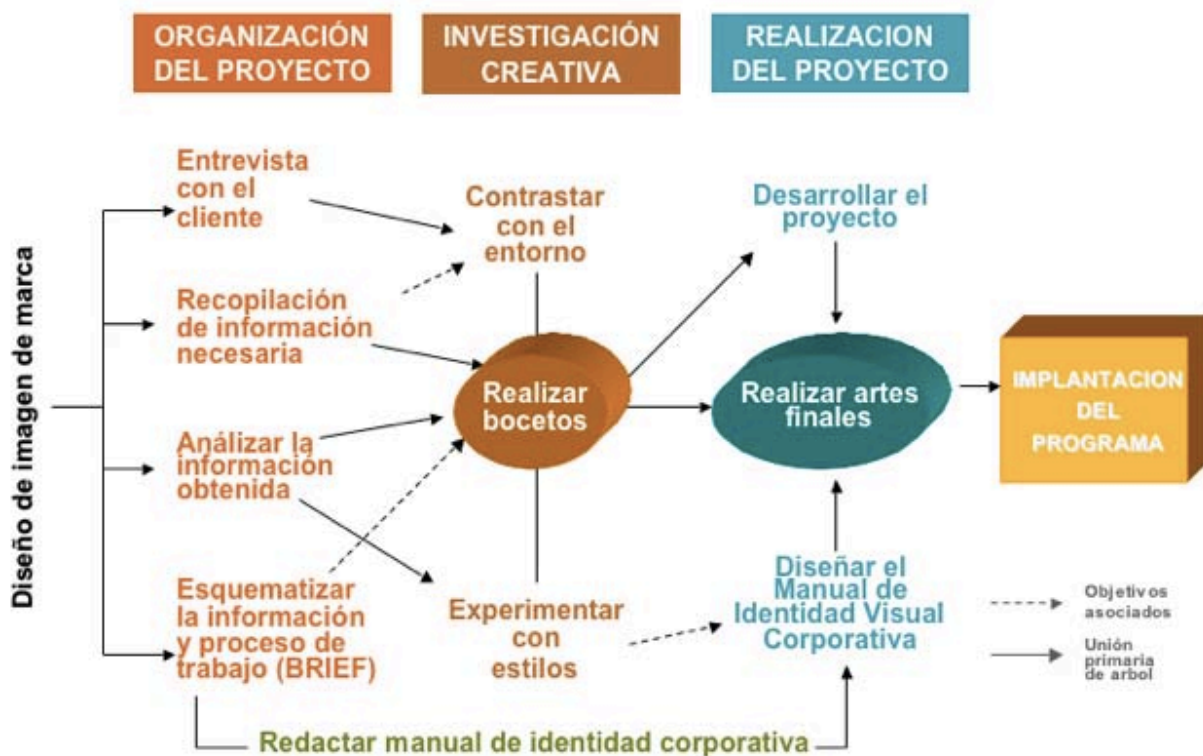 ORGANIZACIÓN
DEL PROYECTO
INVESTIGACIÓN
CREATIVA
REALIZACION
DEL PROYECTO
Diseño de imagen de marca
Entrevista
con el
cliente
Recopilación
de información
necesaria
Análizar la
información
obtenida
Esquematizar
la información
y proceso de
trabajo (BRIEF)
Contrastar
con el
entorno
Realizar
bocetos
Experimentar
con
estilos
Desarrollar el
proyecto
Realizar artes
finales
Diseñar el
Manual de
Identidad Visual
Corporativa
IMPLANTACION
DEL
PROGRAMA
Objetivos
asociados
Unión
primaria
de arbol
Redactar manual de identidad corporativa